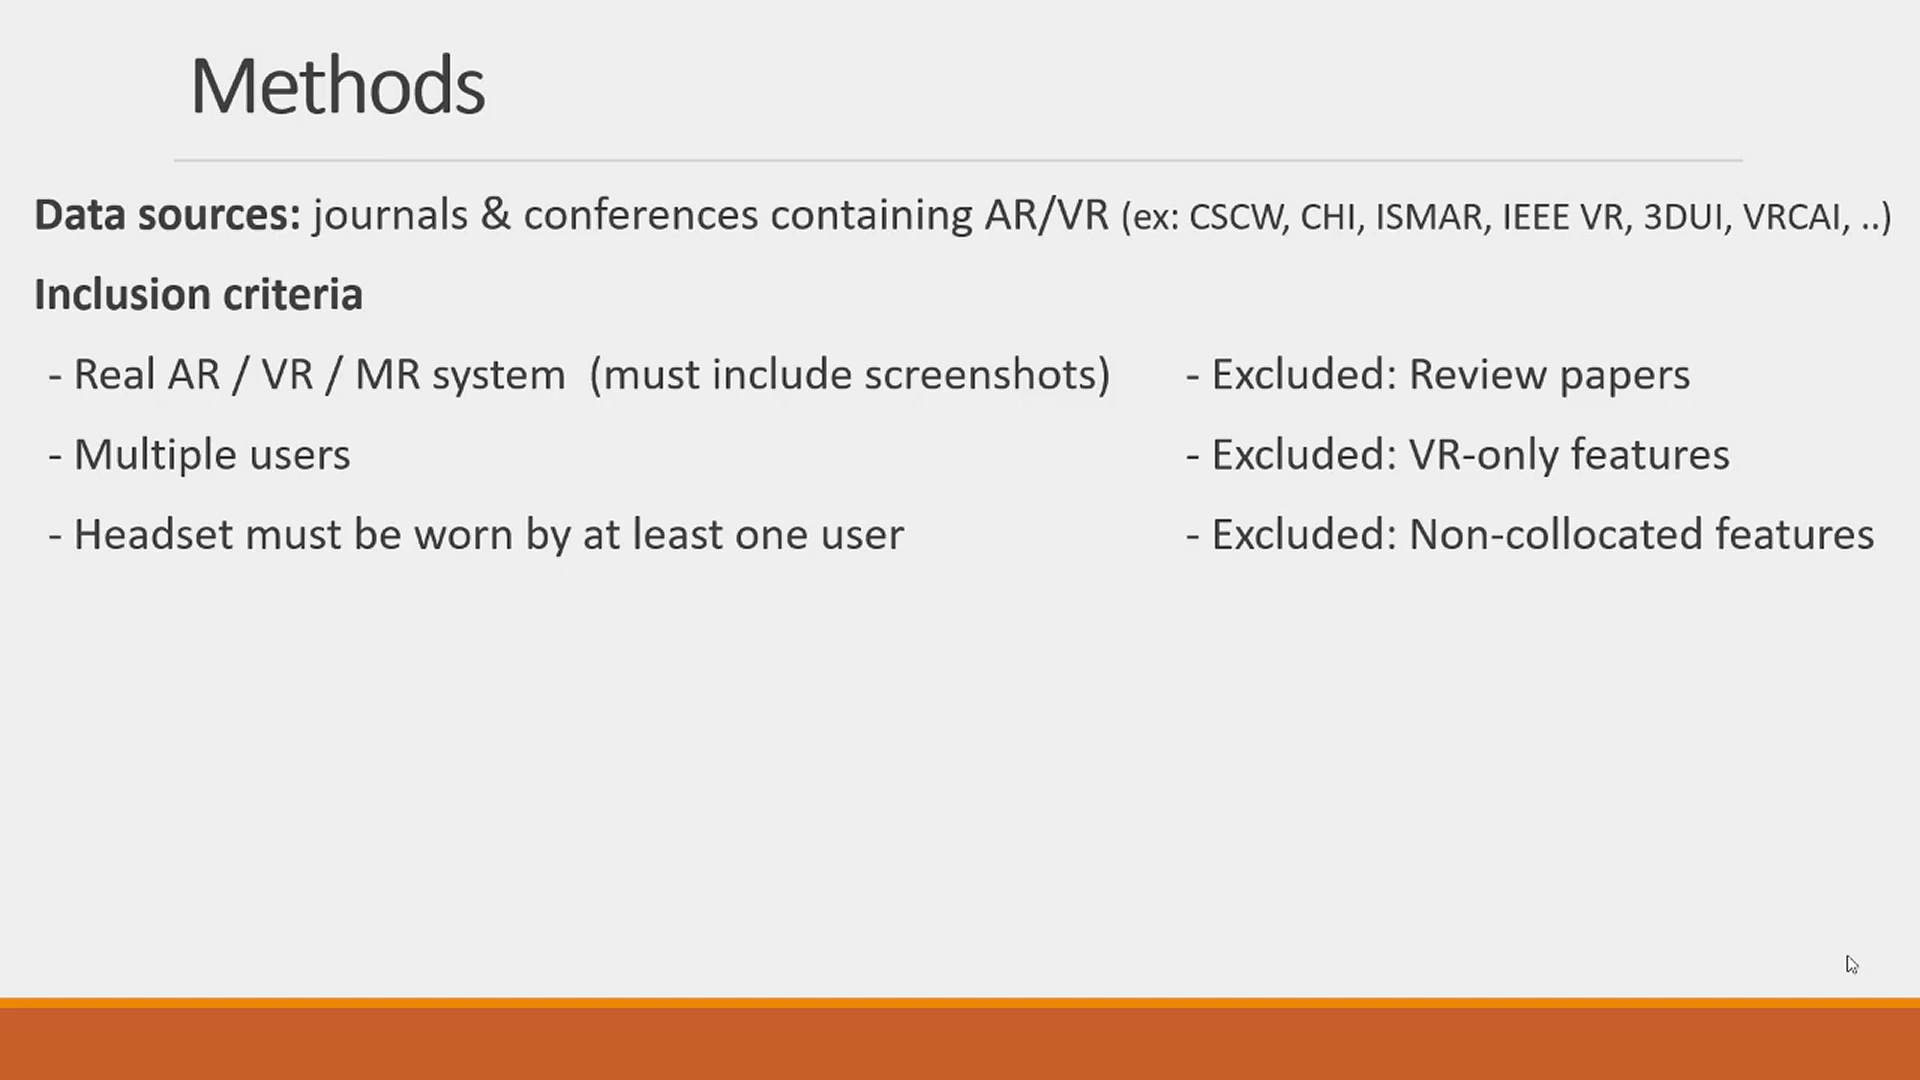 Methods
Data sources: journals & conferences containing AR/VR (ex: CSCW, CHI, ISMAR, IEEE VR, 3DUI, VRCAI, ..)
Inclusion criteria
- Real AR / VR / MR system (must include screenshots)
- Excluded: Review papers
- Multiple users
- Excluded: VR-only features
- Headset must be worn by at least one user
- Excluded: Non-collocated features